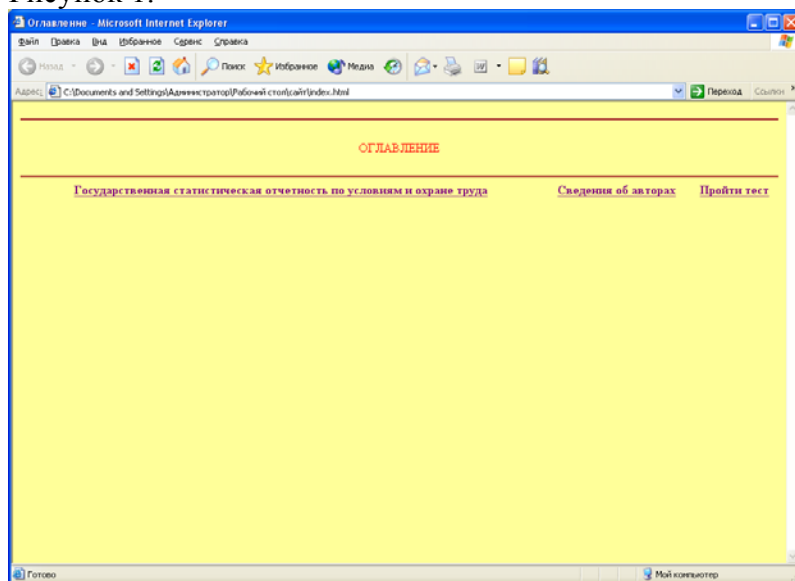 Рисунок 1.
Оглавление - Microsoft Internet Explorer
Файл Правка Вид Избранное Сервис Справка
Назад Поиск Избранное Медиа
Адрес: C:\Documents and Settings\Администратор\Рабочий стол\сайт\index.html Переход Ссылки »
ОГЛАВЛЕНИЕ
Государственная статистическая отчетность по условиям и охране труда Сведения об авторах Пройти тест
Готово Мой компьютер